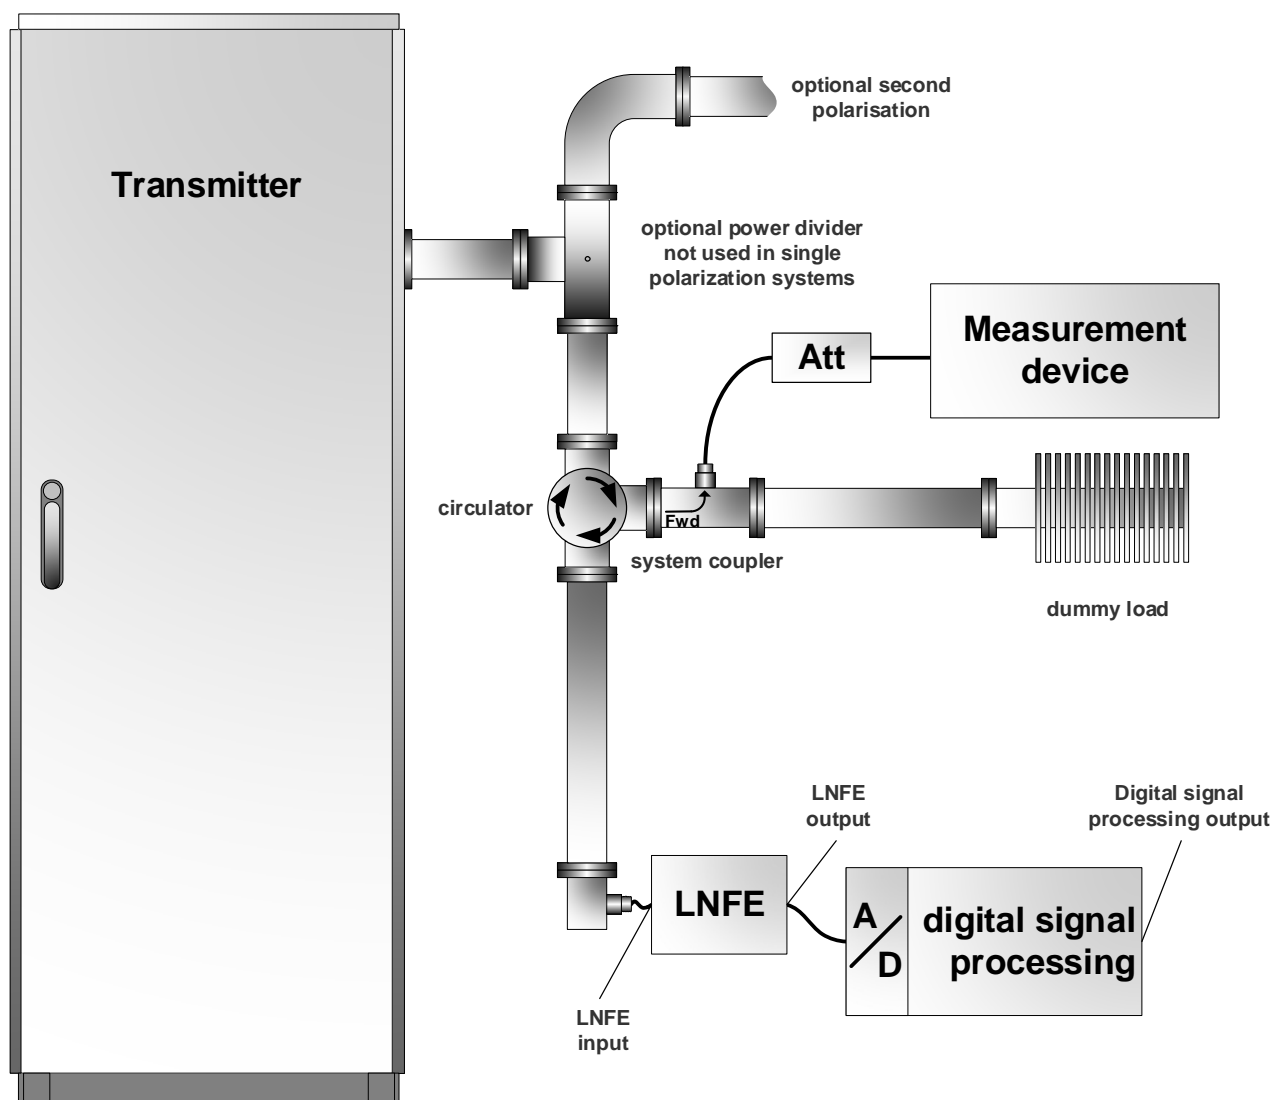 optional second
polarisation
Transmitter
optional power divider
not used in single
polarization systems
Measurement
device
Att
circulator
Fwd
system coupler
dummy load
LNFE
output
Digital signal
processing output
LNFE
A
D
digital signal
processing
LNFE
input